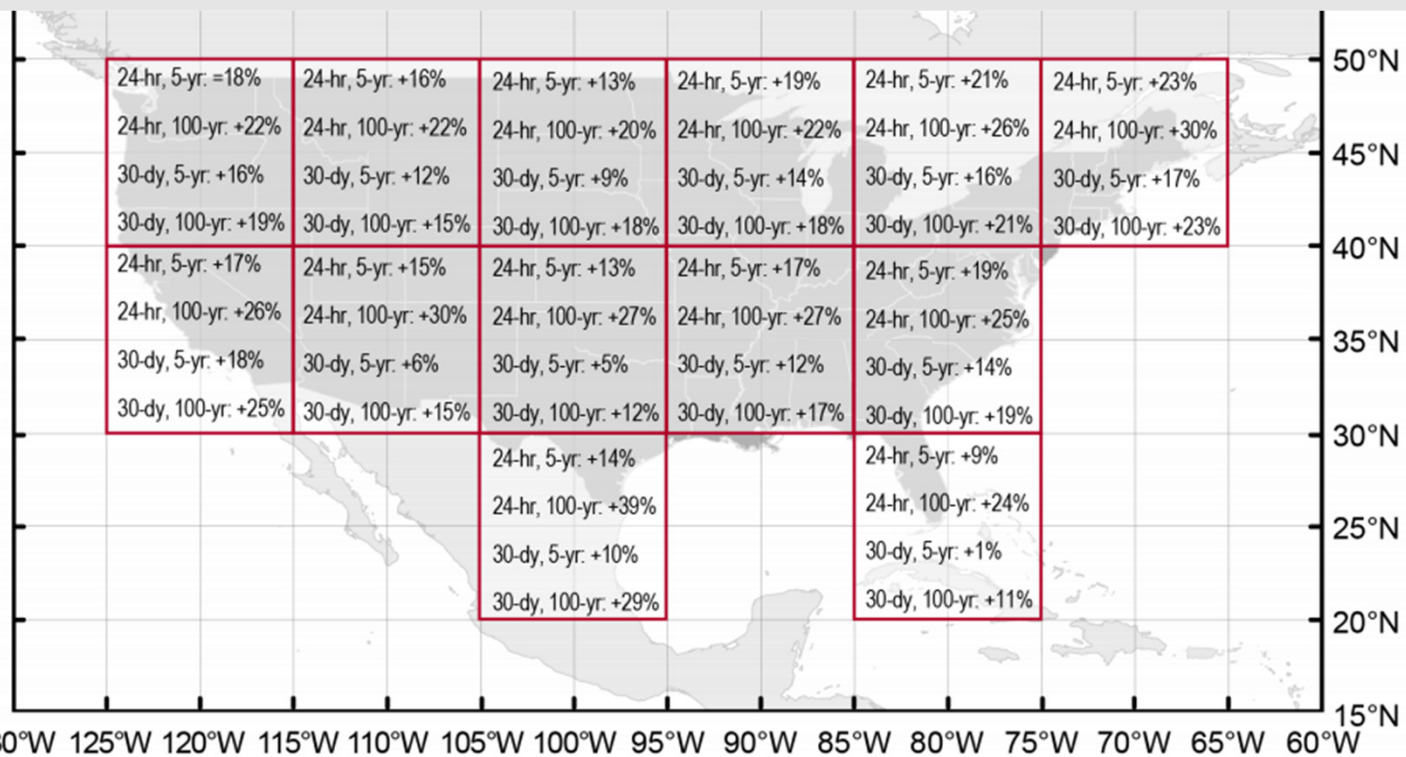 24-hr, 5-yr: =18%
24-hr, 100-yr: +22%
30-dy, 5-yr: +16%
30-dy, 100-yr: +19%
24-hr, 5-yr: +16%
24-hr, 100-yr: +22%
30-dy, 5-yr: +12%
30-dy, 100-yr: +15%
24-hr, 5-yr: +13%
24-hr, 100-yr: +20%
30-dy, 5-yr: +9%
30-dy, 100-yr: +18%
24-hr, 5-yr: +19%
24-hr, 100-yr: +22%
30-dy, 5-yr: +14%
30-dy, 100-yr: +18%
24-hr, 5-yr: +21%
24-hr, 100-yr: +26%
30-dy, 5-yr: +16%
30-dy, 100-yr: +21%
24-hr, 5-yr: +23%
24-hr, 100-yr: +30%
30-dy, 5-yr: +17%
30-dy, 100-yr: +23%
24-hr, 5-yr: +17%
24-hr, 100-yr: +26%
30-dy, 5-yr: +18%
30-dy, 100-yr: +25%
24-hr, 5-yr: +15%
24-hr, 100-yr: +30%
30-dy, 5-yr: +6%
30-dy, 100-yr: +15%
24-hr, 5-yr: +13%
24-hr, 100-yr: +27%
30-dy, 5-yr: +5%
30-dy, 100-yr: +12%
24-hr, 5-yr: +17%
24-hr, 100-yr: +27%
30-dy, 5-yr: +12%
30-dy, 100-yr: +17%
24-hr, 5-yr: +19%
24-hr, 100-yr: +25%
30-dy, 5-yr: +14%
30-dy, 100-yr: +19%
24-hr, 5-yr: +14%
24-hr, 100-yr: +39%
30-dy, 5-yr: +10%
30-dy, 100-yr: +29%
24-hr, 5-yr: +9%
24-hr, 100-yr: +24%
30-dy, 5-yr: +1%
30-dy, 100-yr: +11%
50°N
45°N
40°N
35°N
30°N
25°N
20°N
15°N
30°W 125°W 120°W 115°W 110°W 105°W 100°W 95°W 90°W 85°W 80°W 75°W 70°W 65°W 60°W